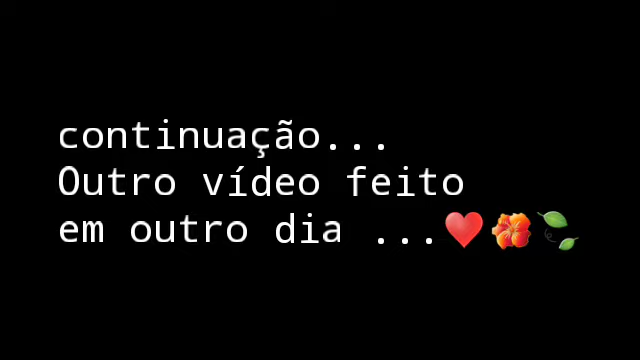 continuação...
Outro vídeo feito
em outro dia ...❤️🌺🍃